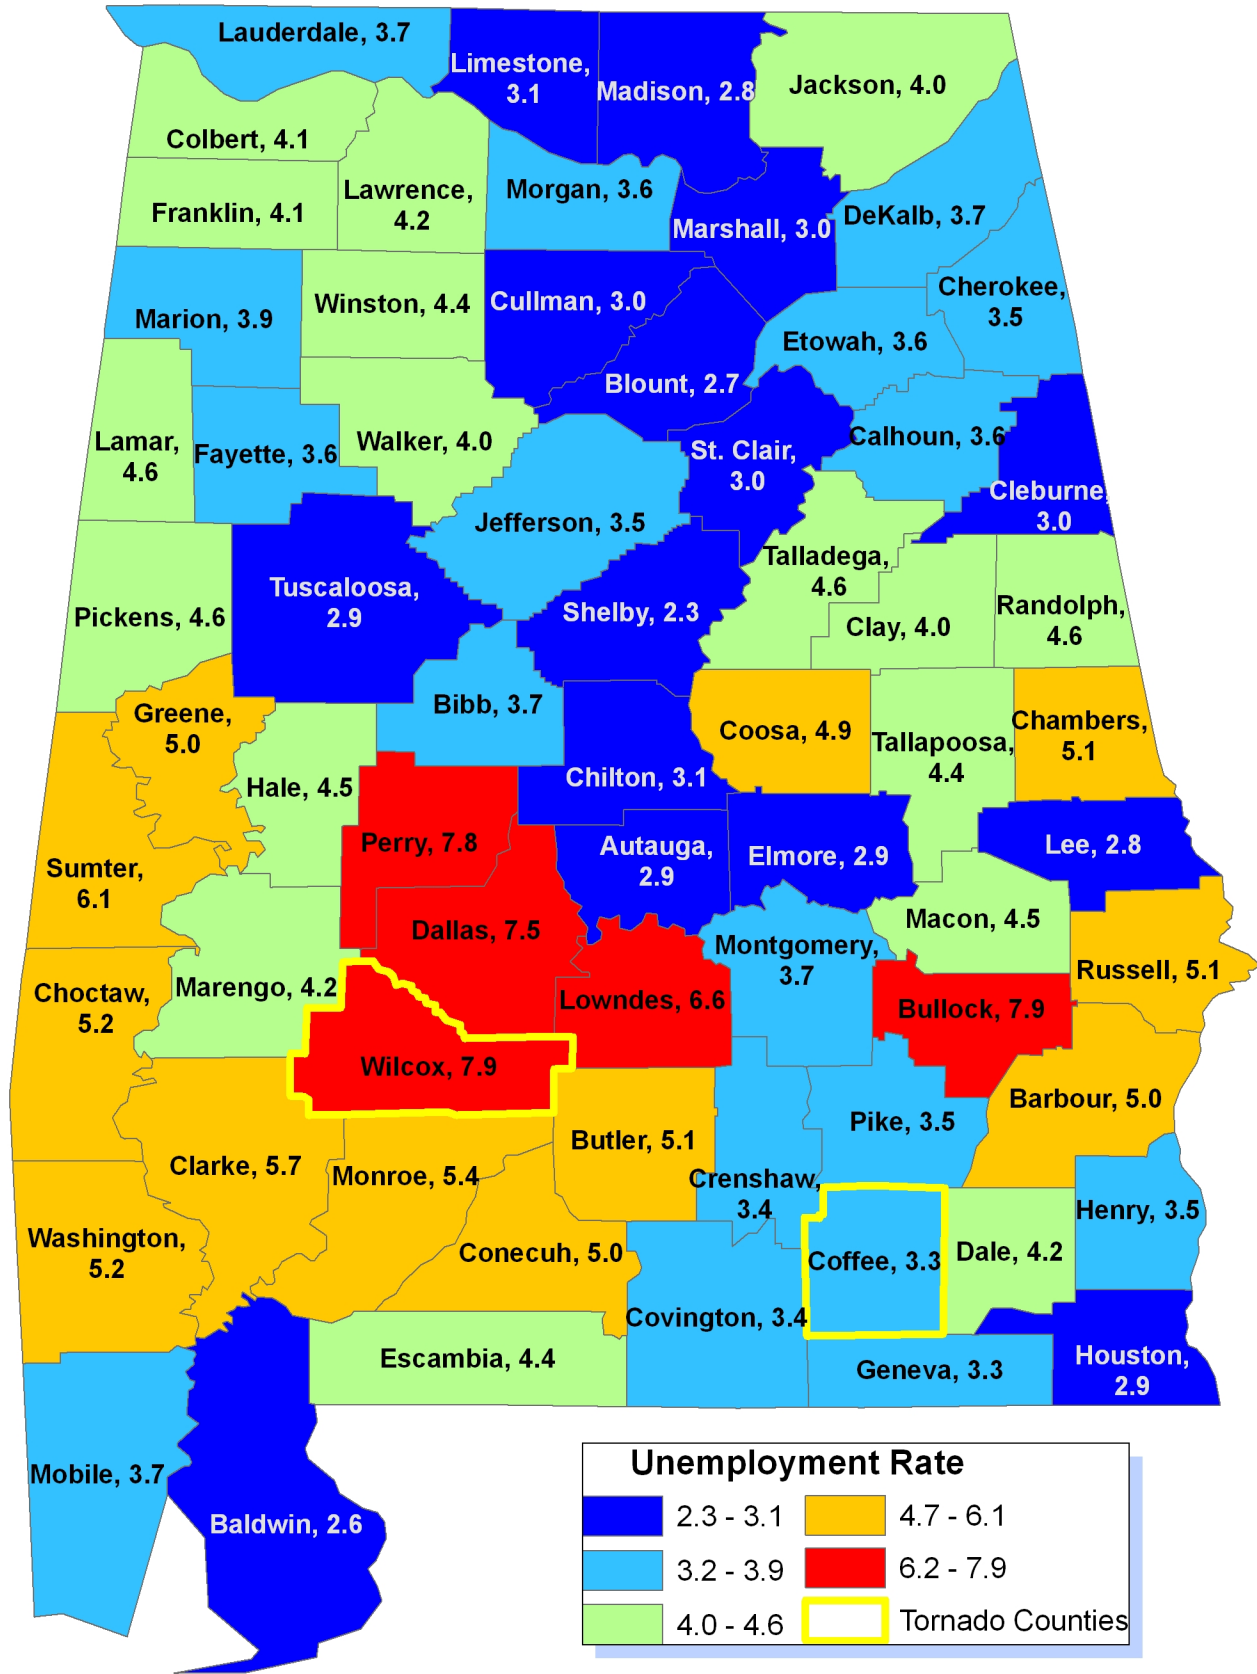 Lauderdale, 3.7
Limestone,
3.1
Madison, 2.8
Jackson, 4.0
Colbert, 4.1
Franklin, 4.1
Lawrence,
4.2
Morgan, 3.6
Marshall, 3.0
DeKalb, 3.7
Cherokee,
3.5
Marion, 3.9
Winston, 4.4
Cullman, 3.0
Blount, 2.7
Etowah, 3.6
Lamar,
4.6
Fayette, 3.6
Walker, 4.0
Jefferson, 3.5
St. Clair,
3.0
Calhoun, 3.6
Cleburne,
3.0
Pickens, 4.6
Tuscaloosa,
2.9
Shelby, 2.3
Talladega,
4.6
Clay, 4.0
Randolph,
4.6
Greene,
5.0
Hale, 4.5
Bibb, 3.7
Chilton, 3.1
Coosa, 4.9
Tallapoosa,
4.4
Chambers,
5.1
Sumter,
6.1
Perry, 7.8
Dallas, 7.5
Autauga,
2.9
Elmore, 2.9
Lee, 2.8
Macon, 4.5
Russell, 5.1
Choctaw,
5.2
Marengo, 4.2
Wilcox, 7.9
Lowndes, 6.6
Montgomery,
3.7
Bullock, 7.9
Barbour, 5.0
Clarke, 5.7
Monroe, 5.4
Butler, 5.1
Crenshaw,
3.4
Pike, 3.5
Henry, 3.5
Washington,
5.2
Conecuh, 5.0
Covington, 3.4
Coffee, 3.3
Dale, 4.2
Escambia, 4.4
Geneva, 3.3
Houston,
2.9
Mobile, 3.7
Baldwin, 2.6
Unemployment Rate
2.3 - 3.1
3.2 - 3.9
4.0 - 4.6
4.7 - 6.1
6.2 - 7.9
Tornado Counties